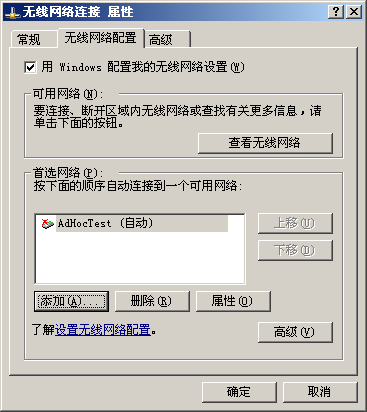 无线网络连接 属性
常规
无线网络配置
高级
用 Windows 配置我的无线网络设置(W)
可用网络(N):
要连接、断开区域内无线网络或查找有关更多信息，请
单击下面的按钮。
查看无线网络
首选网络(P):
按下面的顺序自动连接到一个可用网络:
AdHocTest (自动)
上移(U)
下移(D)
添加(A)...
删除(R)
属性(O)
了解设置无线网络配置。
高级(V)
确定
取消